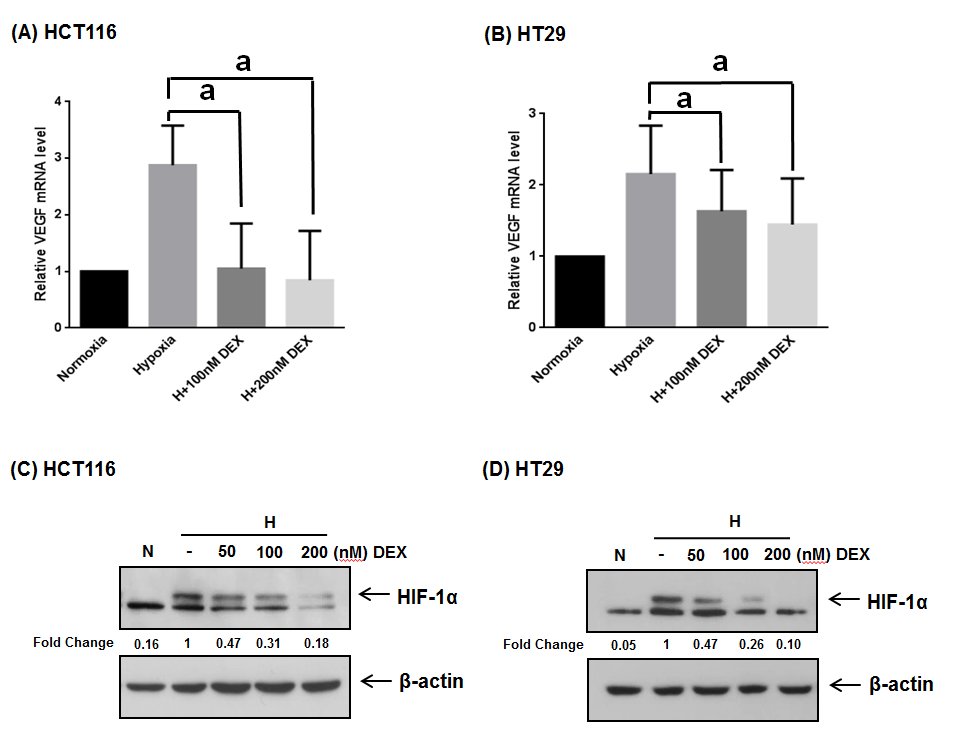 (A) HCT116
(B) HT29
a
a
Relative VEGF mRNA level
4
3
2
1
0
Normoxia
Hypoxia
H+100nM DEX
H+200nM DEX
a
a
Relative VEGF mRNA level
3
2
1
0
Normoxia
Hypoxia
H+100nM DEX
H+200nM DEX
(C) HCT116
(D) HT29
H
N - 50 100 200 (nM) DEX
HIF-1α
Fold Change 0.16 1 0.47 0.31 0.18
β-actin
H
N - 50 100 200 (nM) DEX
HIF-1α
Fold Change 0.05 1 0.47 0.26 0.10
β-actin